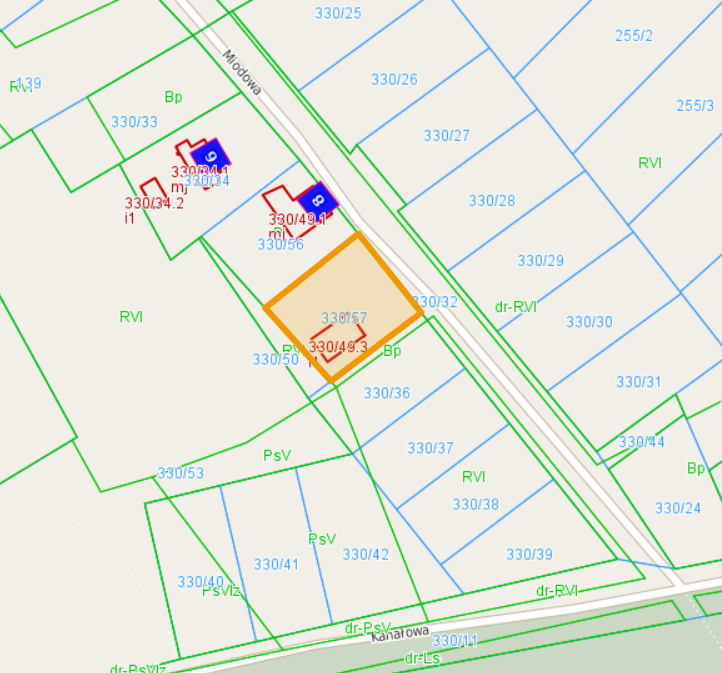 330/25
255/2
RVI
139
330/26
Miodowa
Bp
255/3
330/33
330/27
9
RVI
330/34.1
mj
330/34
330/34.2
i1
8
330/28
330/49.1
mj
330/56
330/29
330/32
dr-RVI
RVI
330/57
330/30
330/49.3
Bp
330/50
330/31
330/36
330/44
330/37
PsV
Bp
330/53
RVI
330/38
330/24
PsV
330/42
330/39
330/41
330/40
PsVIz
dr-RVI
dr-PsV
Kanałowa
330/11
dr-Ls
dr-PsVIz